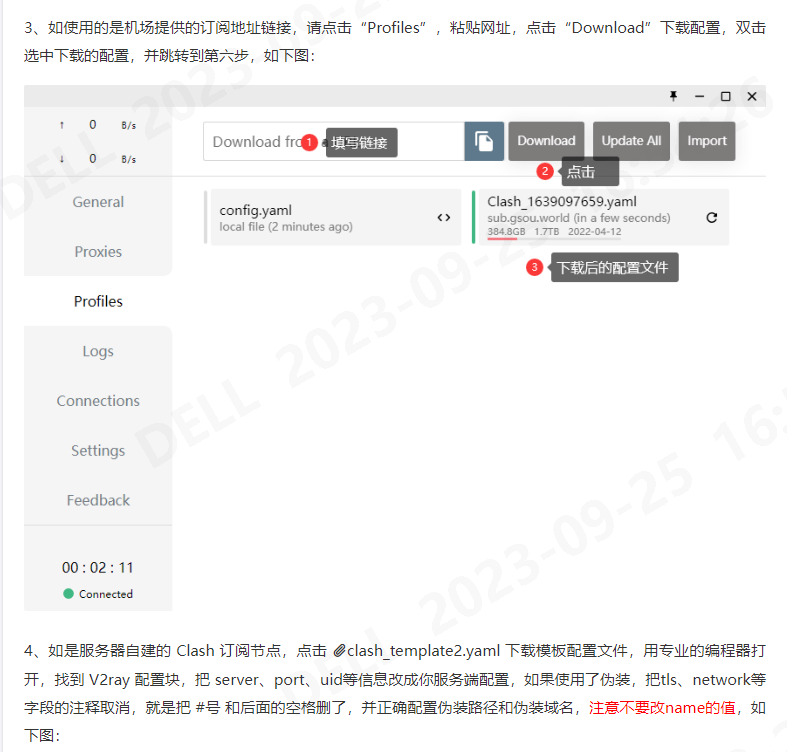 3、如使用的是机场提供的订阅地址链接，请点击“Profiles”，粘贴网址，点击“Download”下载配置，双击
选中下载的配置，并跳转到第六步，如下图：
↑ 0 B/s
↓ 0 B/s
Download fro
1 填写链接
Download
Update All
Import
2 点击
General
Proxies
Profiles
Logs
Connections
Settings
Feedback
config.yaml
local file (2 minutes ago)
Clash_1639097659.yaml
sub.gsou.world (in a few seconds)
384.8GB 1.7TB 2022-04-12
3 下载后的配置文件
00 : 02 : 11
Connected
DELL 2023-09-25 16:
4、如是服务器自建的 Clash 订阅节点，点击 clash_template2.yaml 下载模板配置文件，用专业的编程器打
开，找到 V2ray 配置块，把 server、port、uid等信息改成你服务端配置，如果使用了伪装，把tls、network等
字段的注释取消，就是把 #号 和后面的空格删了，并正确配置伪装路径和伪装域名，注意不要改name的值，如
下图：